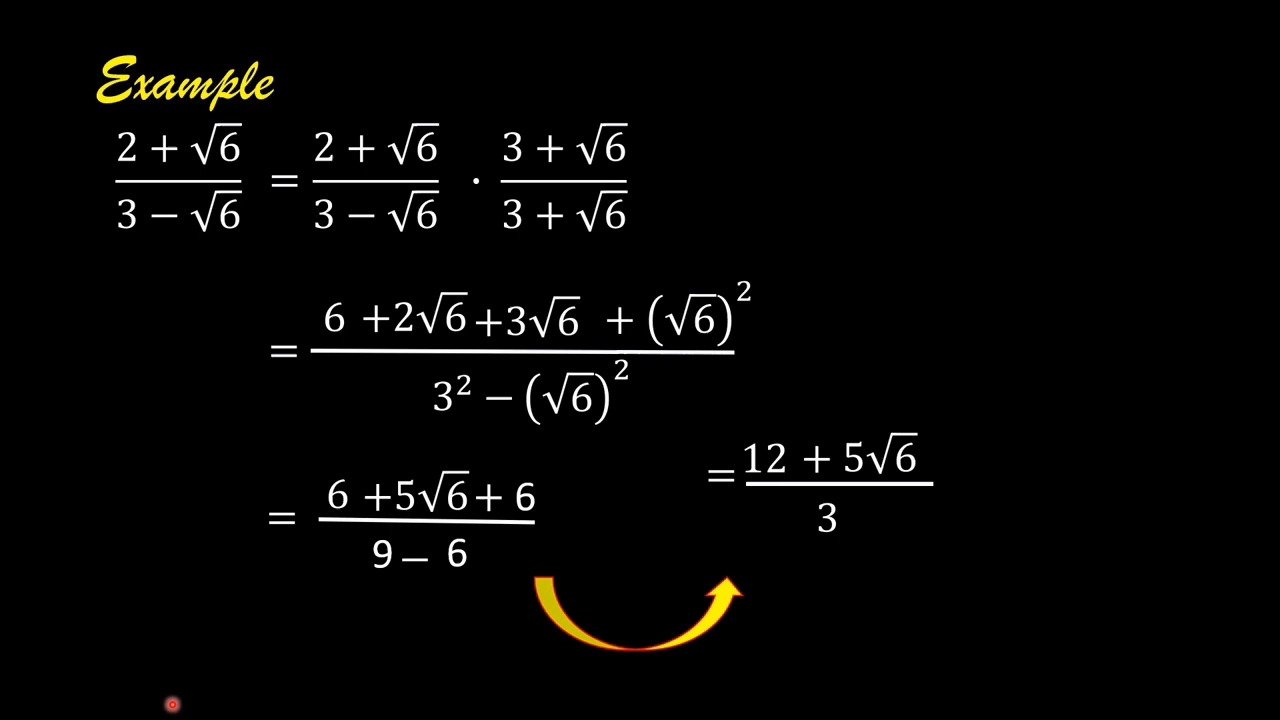 Example
(2 + √6)/(3 − √6) = (2 + √6)/(3 − √6) · (3 + √6)/(3 + √6)
= (6 +2√6 +3√6 + (√6)²)/(3² − (√6)²)
= (6 +5√6 + 6)/(9 − 6)
= (12 + 5√6)/3